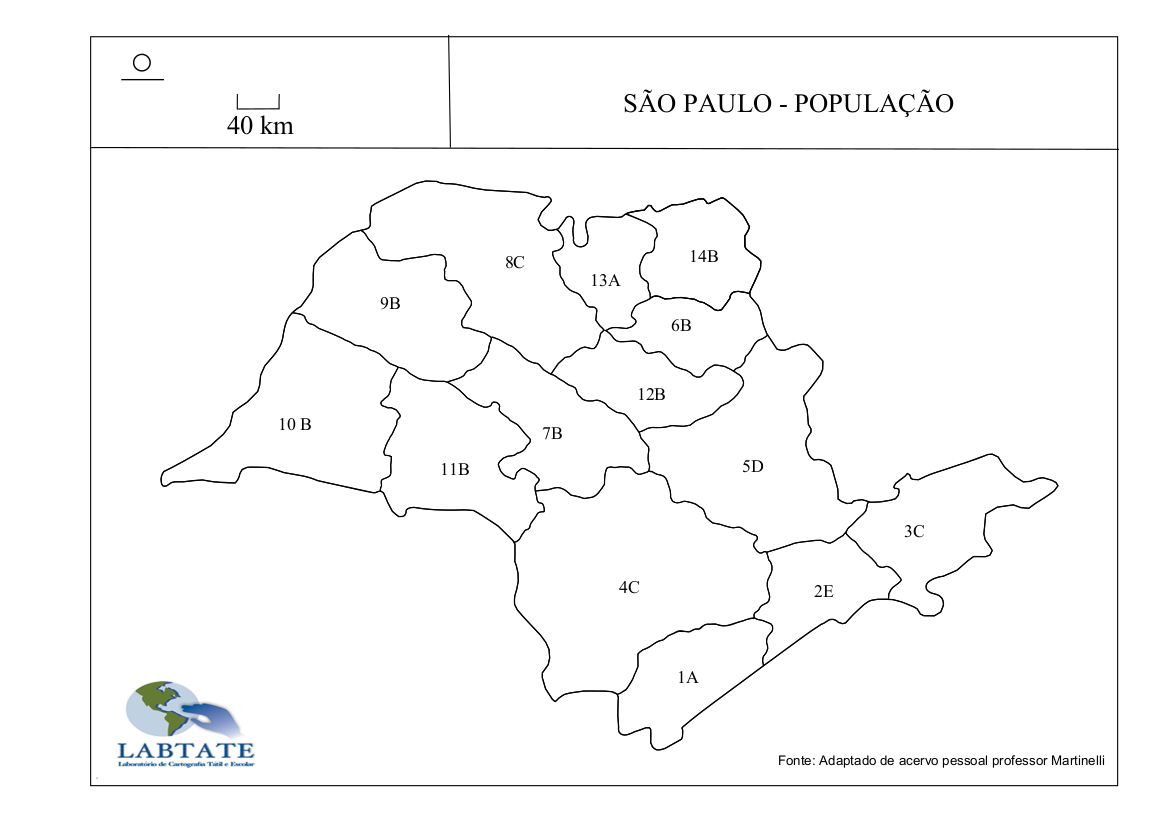 40 km
SÃO PAULO - POPULAÇÃO
8C
14B
13A
9B
6B
12B
10 B
7B
11B
5D
3C
4C
2E
1A
LABTATE
Laboratório de Cartografia Tátil e Escolar
Fonte: Adaptado de acervo pessoal professor Martinelli